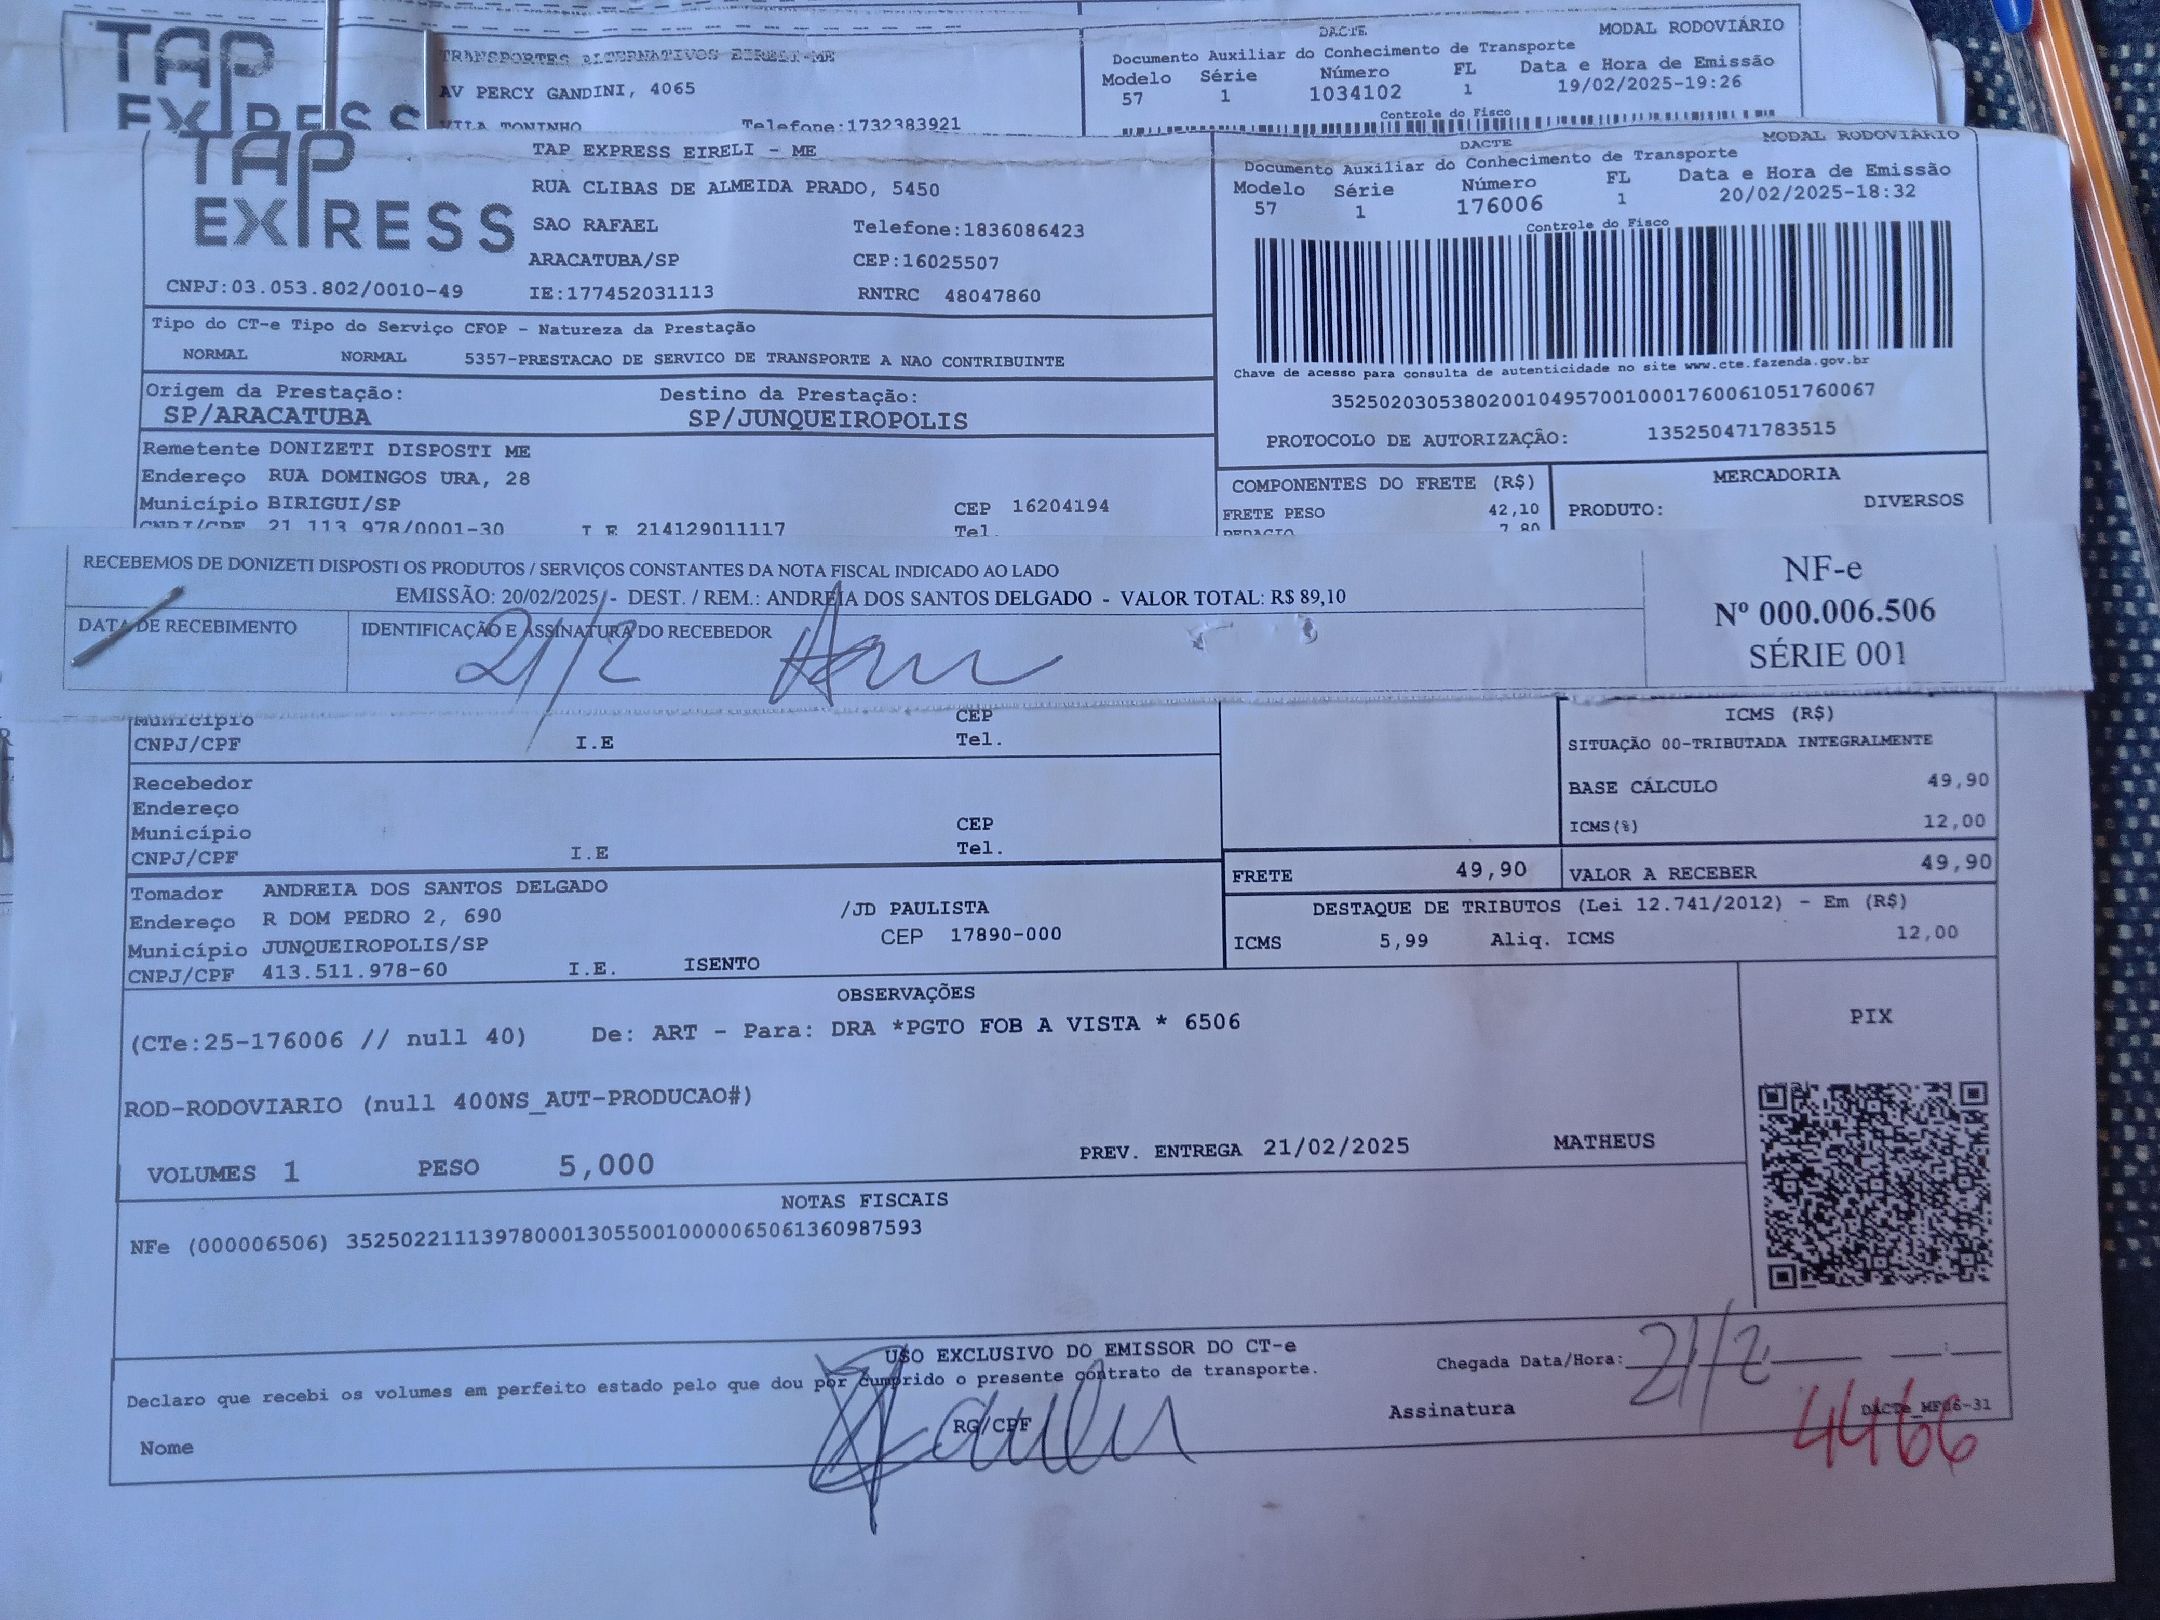 TAP
EXPRESS
TRANSPORTES ALTERNATIVOS EIRELI-ME
AV PERCY GANDINI, 4065
VILA TONINHO Telefone:1732383921
DACTE MODAL RODOVIÁRIO
Documento Auxiliar do Conhecimento de Transporte
Modelo Série Número FL Data e Hora de Emissão
57 1 1034102 1 19/02/2025-19:26
Controle do Fisco
TAP
EXPRESS
TAP EXPRESS EIRELI - ME
RUA CLIBAS DE ALMEIDA PRADO, 5450
SAO RAFAEL Telefone:1836086423
ARACATUBA/SP CEP:16025507
CNPJ:03.053.802/0010-49 IE:177452031113 RNTRC 48047860
MODAL RODOVIÁRIO
DACTE
Documento Auxiliar do Conhecimento de Transporte
Modelo Série Número FL Data e Hora de Emissão
57 1 176006 1 20/02/2025-18:32
Controle do Fisco
Chave de acesso para consulta de autenticidade no site www.cte.fazenda.gov.br
35250203053802001049570010001760061051760067
PROTOCOLO DE AUTORIZAÇÃO: 135250471783515
Tipo do CT-e Tipo do Serviço CFOP - Natureza da Prestação
NORMAL NORMAL 5357-PRESTACAO DE SERVICO DE TRANSPORTE A NAO CONTRIBUINTE
Origem da Prestação: Destino da Prestação:
SP/ARACATUBA SP/JUNQUEIROPOLIS
Remetente DONIZETI DISPOSTI ME
Endereço RUA DOMINGOS URA, 28
Município BIRIGUI/SP CEP 16204194
CNPJ/CPF 21.113.978/0001-30 I.E 214129011117 Tel.
COMPONENTES DO FRETE (R$)
FRETE PESO 42,10
PEDAGIO 7,80
MERCADORIA
PRODUTO: DIVERSOS
RECEBEMOS DE DONIZETI DISPOSTI OS PRODUTOS / SERVIÇOS CONSTANTES DA NOTA FISCAL INDICADO AO LADO
EMISSÃO: 20/02/2025 - DEST. / REM.: ANDREIA DOS SANTOS DELGADO - VALOR TOTAL: R$ 89,10
DATA DE RECEBIMENTO IDENTIFICAÇÃO E ASSINATURA DO RECEBEDOR
21/2
NF-e
Nº 000.006.506
SÉRIE 001
Município CEP
CNPJ/CPF I.E Tel.
Recebedor
Endereço
Município CEP
CNPJ/CPF I.E Tel.
ICMS (R$)
SITUAÇÃO 00-TRIBUTADA INTEGRALMENTE
BASE CÁLCULO 49,90
ICMS(%) 12,00
FRETE 49,90 VALOR A RECEBER 49,90
Tomador ANDREIA DOS SANTOS DELGADO
Endereço R DOM PEDRO 2, 690 /JD PAULISTA
Município JUNQUEIROPOLIS/SP CEP 17890-000
CNPJ/CPF 413.511.978-60 I.E. ISENTO
DESTAQUE DE TRIBUTOS (Lei 12.741/2012) - Em (R$)
ICMS 5,99 Aliq. ICMS 12,00
OBSERVAÇÕES
(CTe:25-176006 // null 40) De: ART - Para: DRA *PGTO FOB A VISTA * 6506
ROD-RODOVIARIO (null 400NS_AUT-PRODUCAO#)
VOLUMES 1 PESO 5,000 PREV. ENTREGA 21/02/2025 MATHEUS
PIX
NOTAS FISCAIS
NFe (000006506) 35250221113978000130550010000065061360987593
USO EXCLUSIVO DO EMISSOR DO CT-e
Declaro que recebi os volumes em perfeito estado pelo que dou por cumprido o presente contrato de transporte.
Chegada Data/Hora: 21/2
Nome RG/CPF Assinatura
4466